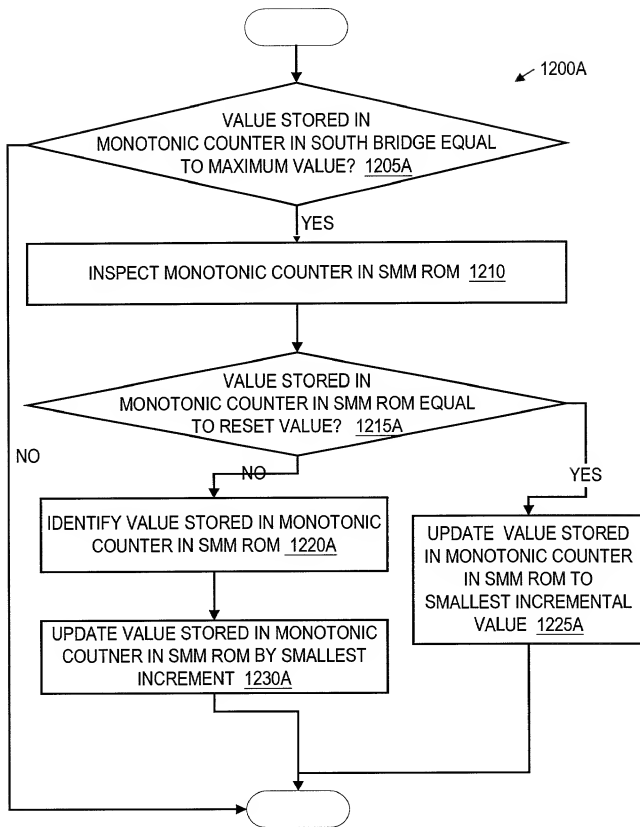 1200A
VALUE STORED IN
MONOTONIC COUNTER IN SOUTH BRIDGE EQUAL
TO MAXIMUM VALUE? 1205A
YES
INSPECT MONOTONIC COUNTER IN SMM ROM 1210
VALUE STORED IN
MONOTONIC COUNTER IN SMM ROM EQUAL
TO RESET VALUE? 1215A
NO
NO
YES
IDENTIFY VALUE STORED IN MONOTONIC
COUNTER IN SMM ROM 1220A
UPDATE VALUE STORED
IN MONOTONIC COUNTER
IN SMM ROM TO
SMALLEST INCREMENTAL
VALUE 1225A
UPDATE VALUE STORED IN MONOTONIC
COUTNER IN SMM ROM BY SMALLEST
INCREMENT 1230A